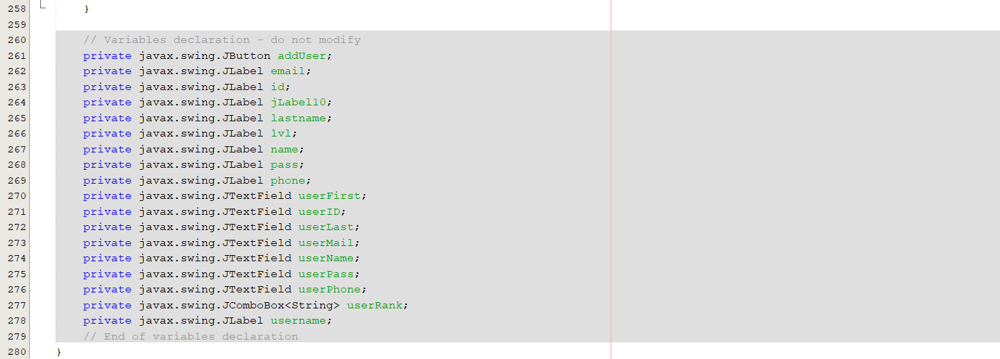 258 }
259
260 // Variables declaration - do not modify
261 private javax.swing.JButton addUser;
262 private javax.swing.JLabel email;
263 private javax.swing.JLabel id;
264 private javax.swing.JLabel jLabel10;
265 private javax.swing.JLabel lastname;
266 private javax.swing.JLabel lvl;
267 private javax.swing.JLabel name;
268 private javax.swing.JLabel pass;
269 private javax.swing.JLabel phone;
270 private javax.swing.JTextField userFirst;
271 private javax.swing.JTextField userID;
272 private javax.swing.JTextField userLast;
273 private javax.swing.JTextField userMail;
274 private javax.swing.JTextField userName;
275 private javax.swing.JTextField userPass;
276 private javax.swing.JTextField userPhone;
277 private javax.swing.JComboBox<String> userRank;
278 private javax.swing.JLabel username;
279 // End of variables declaration
280 }